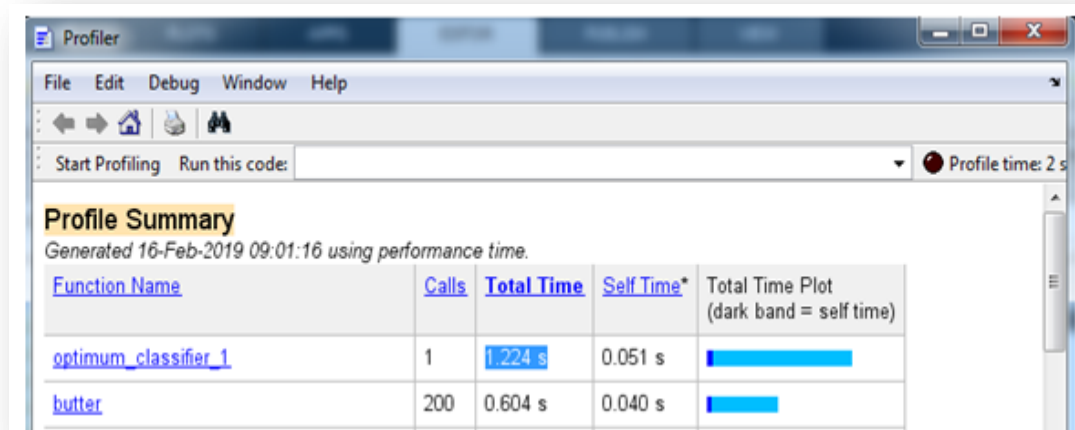 Profiler
File Edit Debug Window Help
Start Profiling Run this code: Profile time: 2 s
Profile Summary
Generated 16-Feb-2019 09:01:16 using performance time.
Function Name Calls Total Time Self Time* Total Time Plot
(dark band = self time)
optimum_classifier_1 1 1.224 s 0.051 s
butter 200 0.604 s 0.040 s